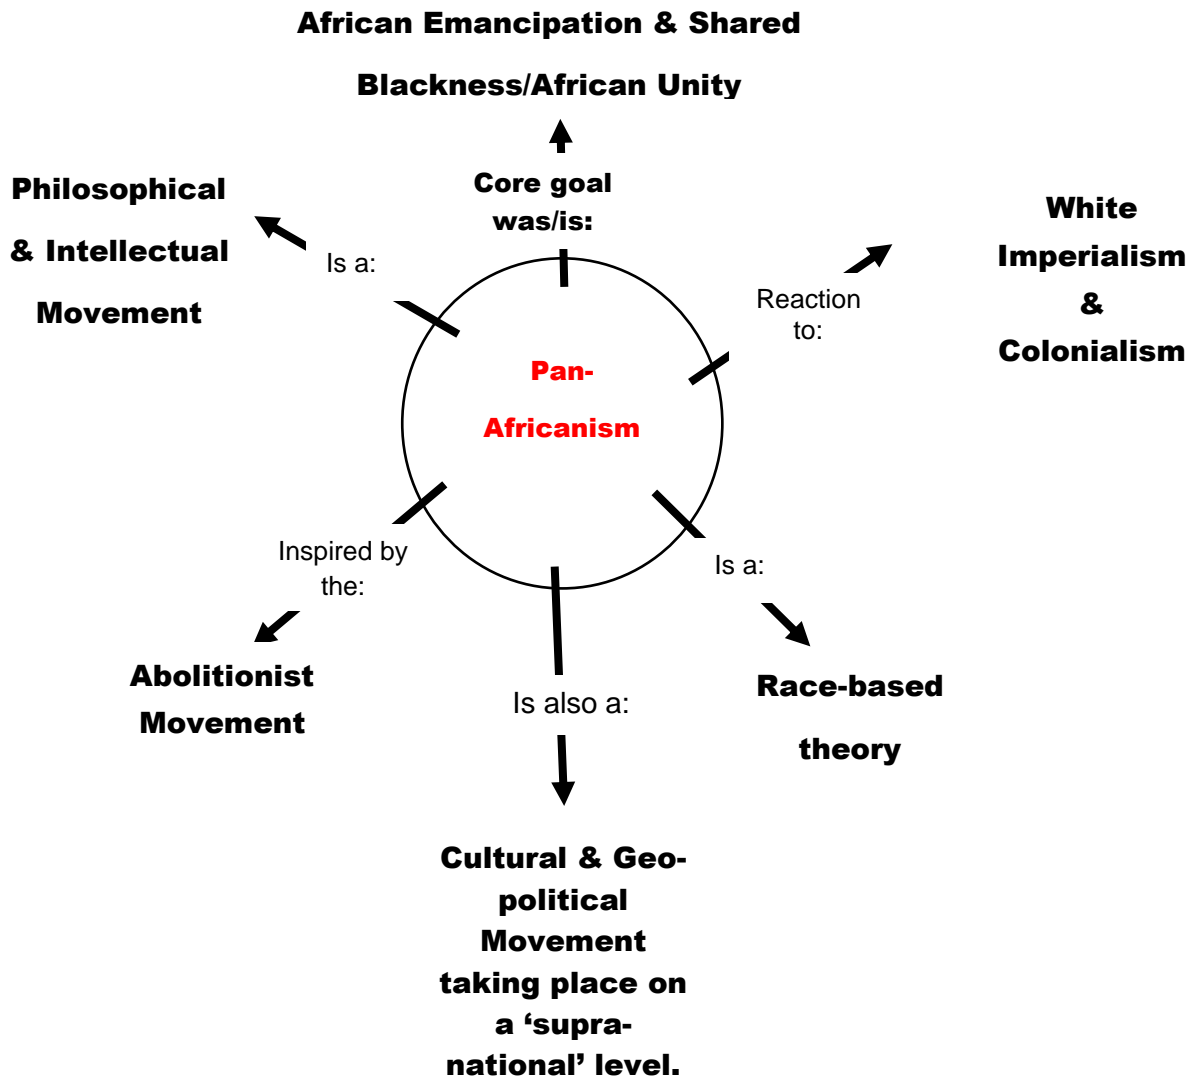 African Emancipation & Shared
Blackness/African Unity
Core goal
was/is:
Philosophical
& Intellectual
Movement
Is a:
White
Imperialism
&
Colonialism
Reaction
to:
Pan-
Africanism
Inspired by
the:
Abolitionist
Movement
Is a:
Race-based
theory
Is also a:
Cultural & Geo-
political
Movement
taking place on
a ‘supra-
national’ level.